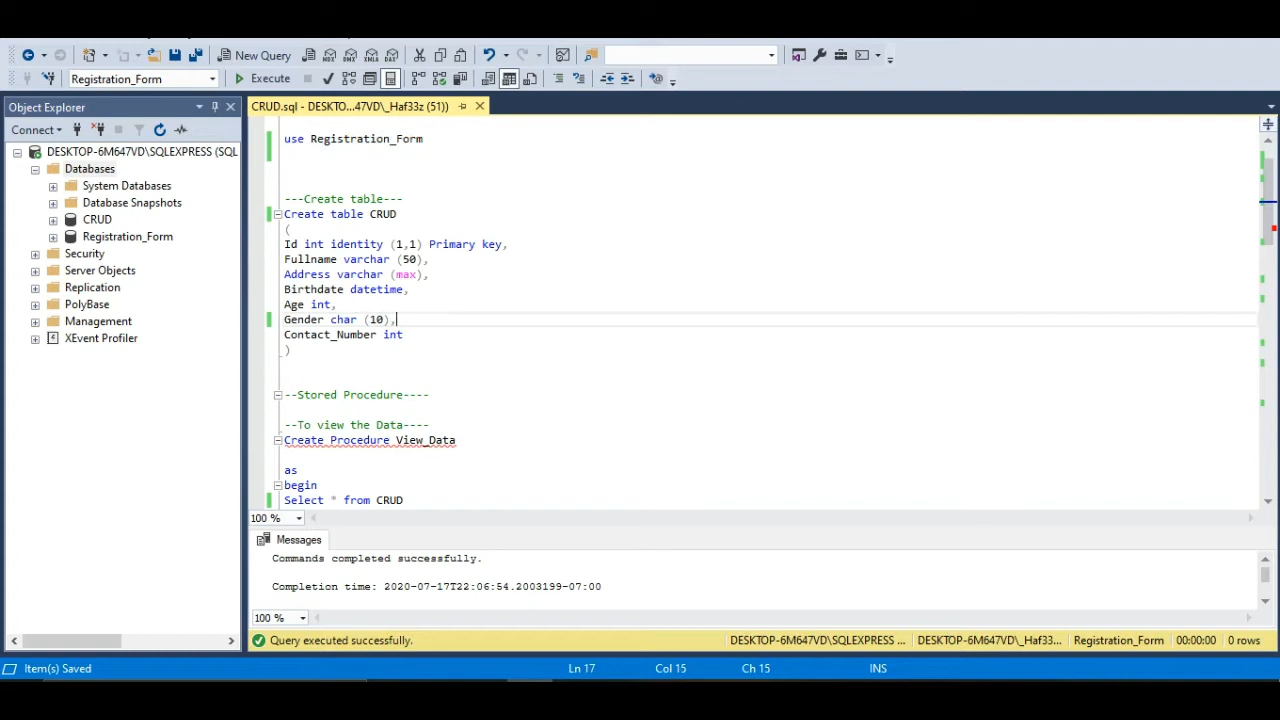 New Query
Registration_Form
Execute
Object Explorer
Connect
DESKTOP-6M647VD\SQLEXPRESS (SQL
Databases
System Databases
Database Snapshots
CRUD
Registration_Form
Security
Server Objects
Replication
PolyBase
Management
XEvent Profiler
CRUD.sql - DESKTO...47VD\_Haf33z (51))
use Registration_Form
---Create table---
Create table CRUD
(
Id int identity (1,1) Primary key,
Fullname varchar (50),
Address varchar (max),
Birthdate datetime,
Age int,
Gender char (10),
Contact_Number int
)
--Stored Procedure----
--To view the Data----
Create Procedure View_Data
as
begin
Select * from CRUD
100 %
Messages
Commands completed successfully.
Completion time: 2020-07-17T22:06:54.2003199-07:00
100 %
Query executed successfully.
DESKTOP-6M647VD\SQLEXPRESS ...
DESKTOP-6M647VD\_Haf33...
Registration_Form
00:00:00
0 rows
Item(s) Saved
Ln 17
Col 15
Ch 15
INS